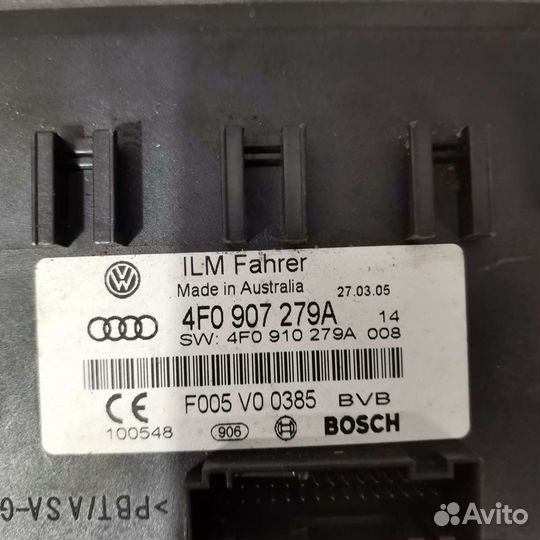 ILM Fahrer
Made in Australia 27.03.05
4F0 907 279A 14
SW: 4F0 910 279A 008
F005 V0 0385 BVB
CE
100548 906 BOSCH
>PBT/ASA-G
Avito